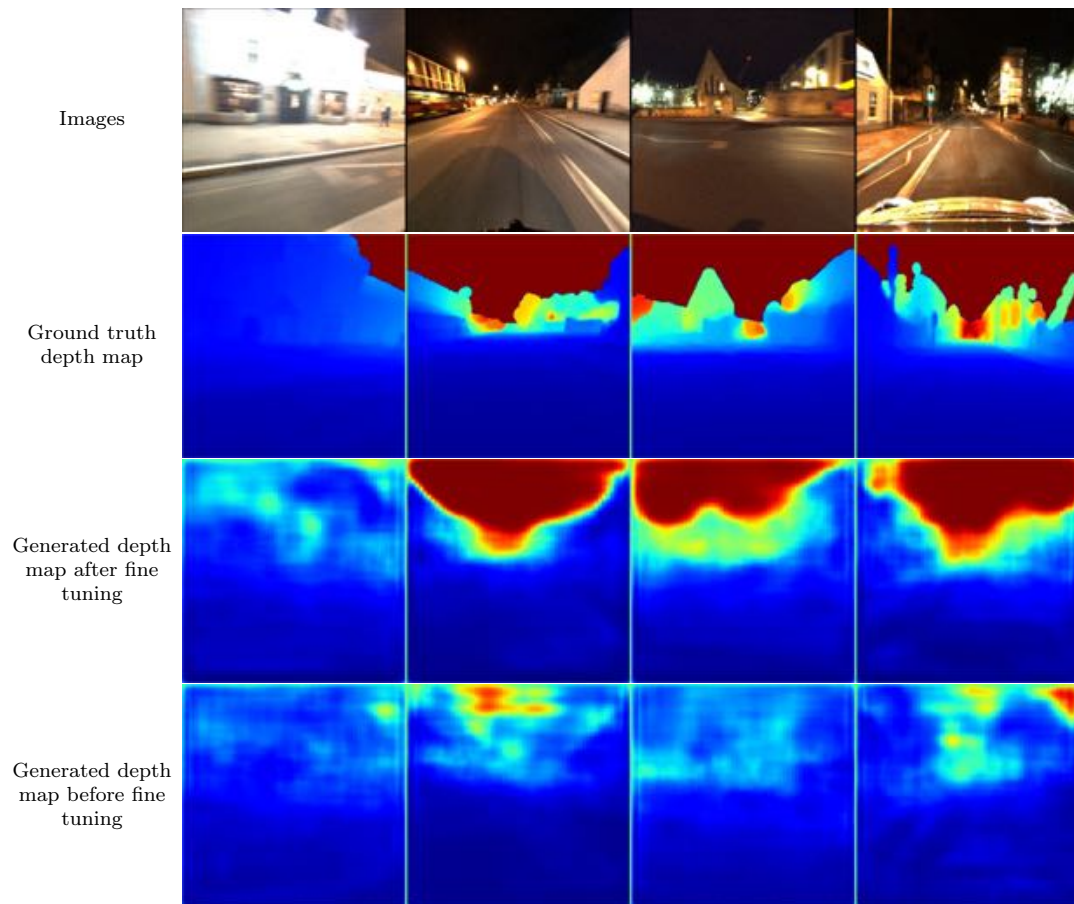 Images
Ground truth
depth map
Generated depth
map after fine
tuning
Generated depth
map before fine
tuning